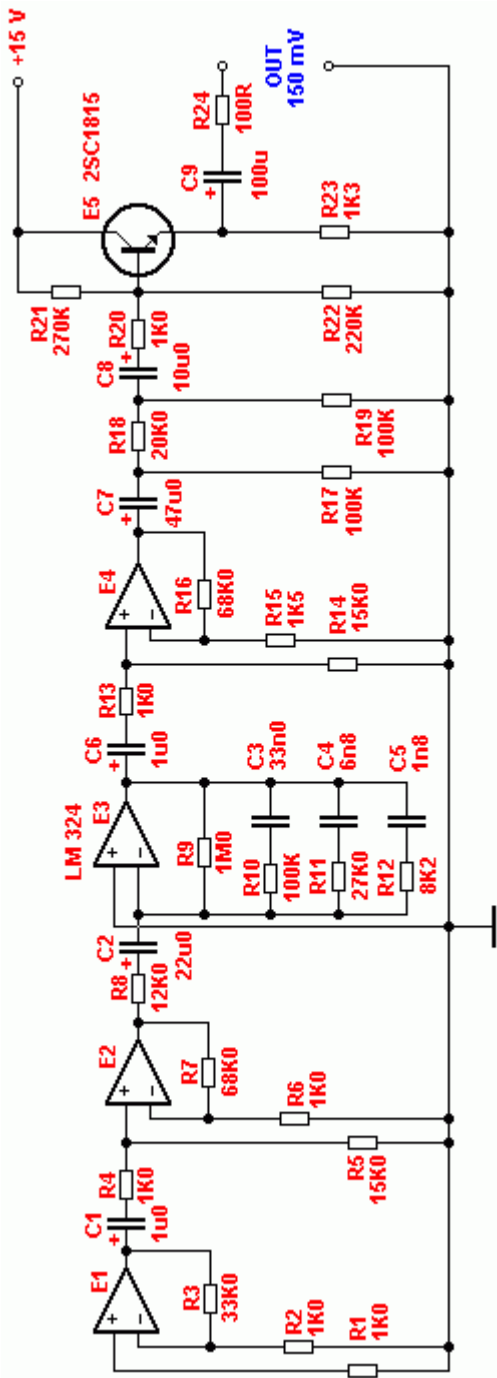 E1
R3
33K0
R2
1K0
R1
1K0
C1
1u0
+
R4
1K0
E2
R7
68K0
R6
1K0
R5
15K0
R8
12K0
C2
22u0
+
LM 324
E3
R9
1M0
R10
100K
C3
33n0
R11
27K0
C4
6n8
R12
8K2
C5
1n8
C6
1u0
+
R13
1K0
E4
R16
68K0
R15
1K5
R14
15K0
C7
47u0
+
R18
20K0
R17
100K
R19
100K
C8
10u0
+
R20
1K0
R21
270K
R22
220K
E5 2SC1815
+15 V
C9
100u
+
R24
100R
R23
1K3
OUT
150 mV
+
−
+
−
+
−
+
−